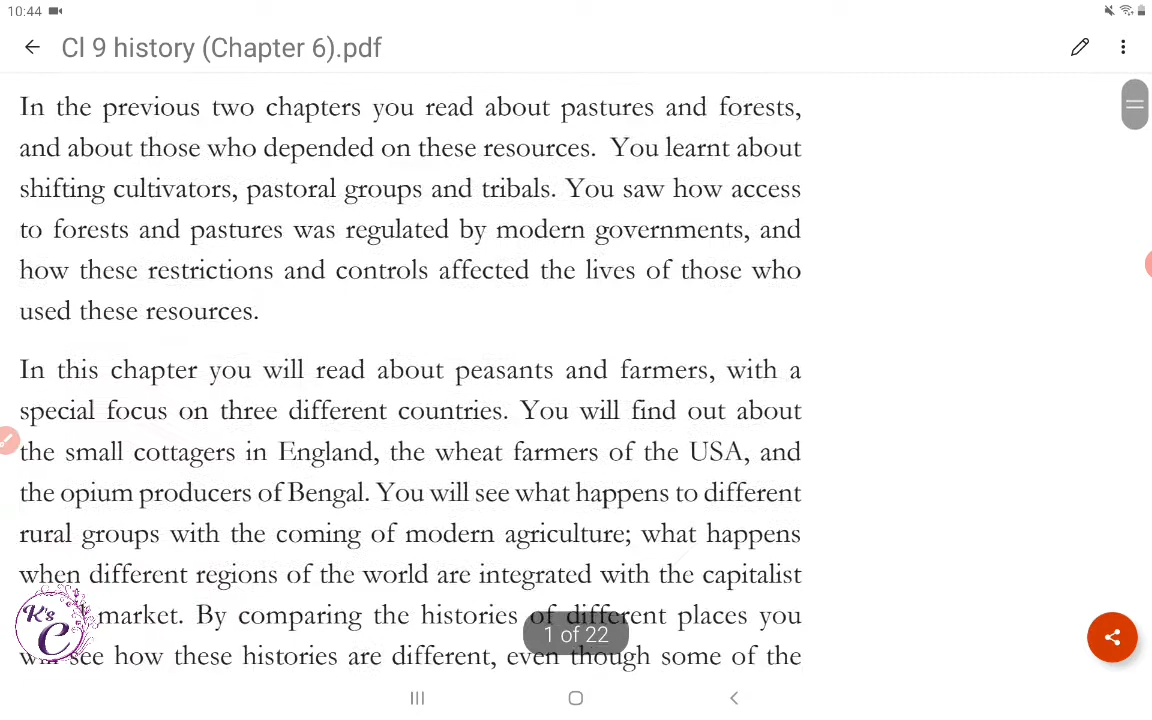 10:44
Cl 9 history (Chapter 6).pdf
In the previous two chapters you read about pastures and forests,
and about those who depended on these resources. You learnt about
shifting cultivators, pastoral groups and tribals. You saw how access
to forests and pastures was regulated by modern governments, and
how these restrictions and controls affected the lives of those who
used these resources.
In this chapter you will read about peasants and farmers, with a
special focus on three different countries. You will find out about
the small cottagers in England, the wheat farmers of the USA, and
the opium producers of Bengal. You will see what happens to different
rural groups with the coming of modern agriculture; what happens
when different regions of the world are integrated with the capitalist
market. By comparing the histories of different places you
see how these histories are different, even though some of the
K's
C
1 of 22